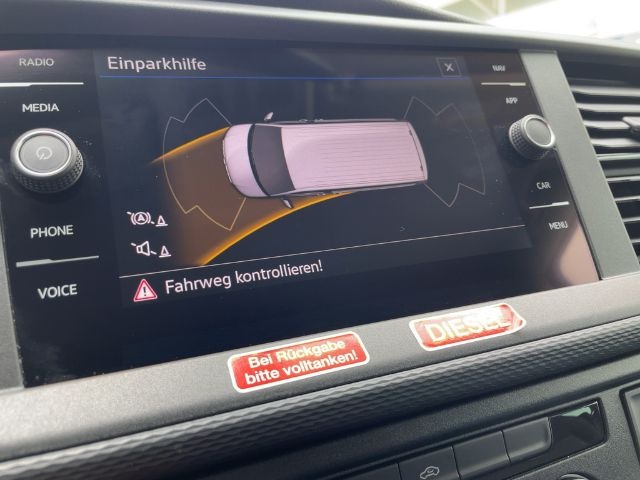 RADIO
MEDIA
PHONE
VOICE
Einparkhilfe
NAV
APP
CAR
MENU
Fahrweg kontrollieren!
Bei Rückgabe
bitte volltanken!
DIESEL